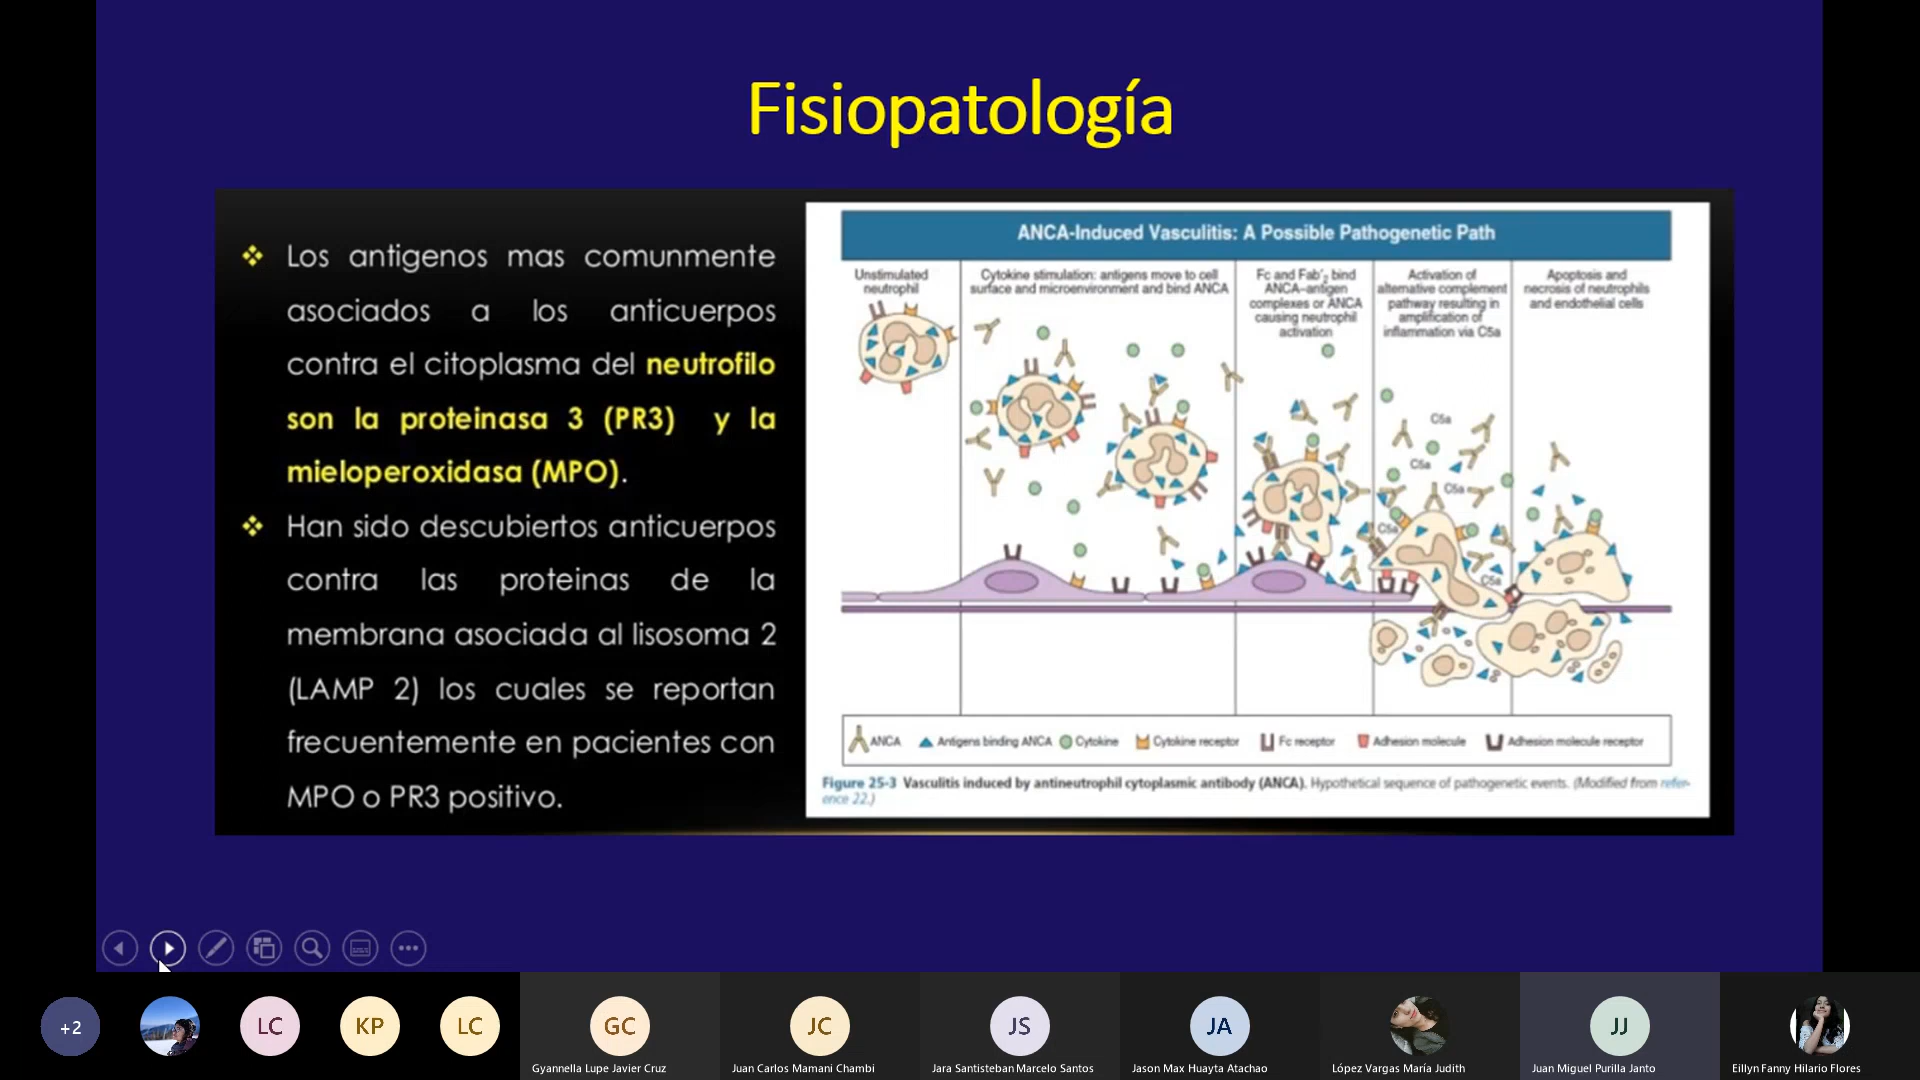 Fisiopatología
Los antigenos mas comunmente
asociados a los anticuerpos
contra el citoplasma del neutrofilo
son la proteinasa 3 (PR3) y la
mieloperoxidasa (MPO).
Han sido descubiertos anticuerpos
contra las proteinas de la
membrana asociada al lisosoma 2
(LAMP 2) los cuales se reportan
frecuentemente en pacientes con
MPO o PR3 positivo.
ANCA-Induced Vasculitis: A Possible Pathogenetic Path
Unstimulated
neutrophil
Cytokine stimulation: antigens move to cell
surface and microenvironment and bind ANCA
Fc and Fab'₂ bind
ANCA–antigen
complexes or ANCA
causing neutrophil
activation
Activation of
alternative complement
pathway resulting in
amplification of
inflammation via C5a
Apoptosis and
necrosis of neutrophils
and endothelial cells
C5a
C5a
C5a
C5a
C5a
ANCA
Antigens binding ANCA
Cytokine
Cytokine receptor
Fc receptor
Adhesion molecule
Adhesion molecule receptor
Figure 25-3 Vasculitis induced by antineutrophil cytoplasmic antibody (ANCA). Hypothetical sequence of pathogenetic events. (Modified from refer-
ence 22.)
+2
LC
KP
LC
GC
JC
JS
JA
JJ
Gyannella Lupe Javier Cruz
Juan Carlos Mamani Chambi
Jara Santisteban Marcelo Santos
Jason Max Huayta Atachao
López Vargas María Judith
Juan Miguel Purilla Janto
Eillyn Fanny Hilario Flores